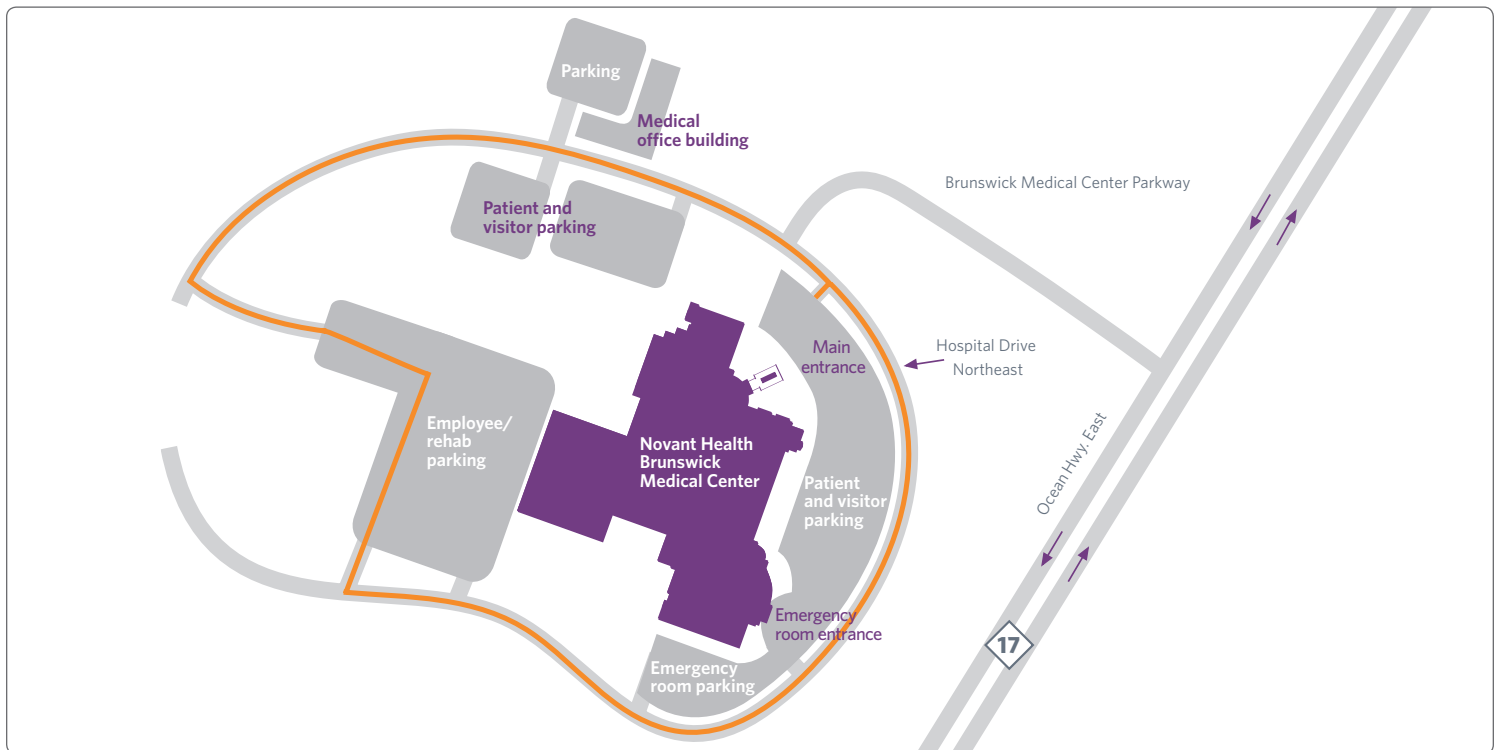 Parking
Medical
office building
Brunswick Medical Center Parkway
Patient and
visitor parking
Main
entrance
Hospital Drive
Northeast
Employee/
rehab
parking
Novant Health
Brunswick
Medical Center
Ocean Hwy. East
Patient
and visitor
parking
Emergency
room entrance
17
Emergency
room parking